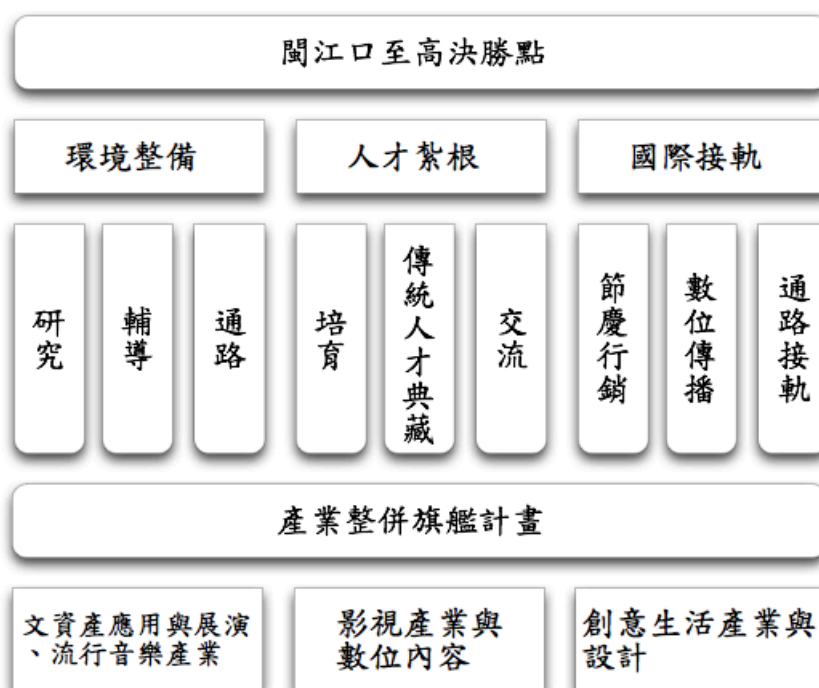 閩江口至高決勝點
環境整備
人才紮根
國際接軌
研究
輔導
通路
培育
傳統人才典藏
交流
節慶行銷
數位傳播
通路接軌
產業整併旗艦計畫
文資產應用與展演
、流行音樂產業
影視產業與
數位內容
創意生活產業與
設計